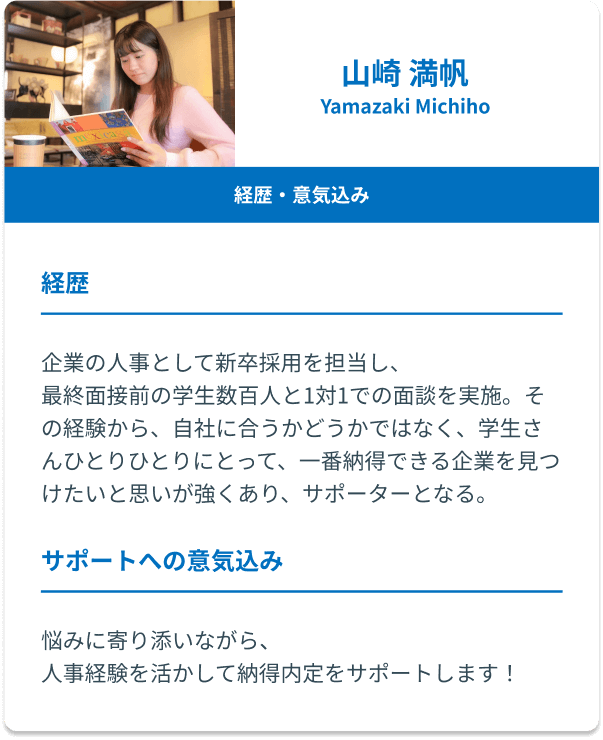 山崎 満帆
Yamazaki Michiho
経歴・意気込み
経歴
企業の人事として新卒採用を担当し、
最終面接前の学生数百人と1対1での面談を実施。そ
の経験から、自社に合うかどうかではなく、学生さ
んひとりひとりにとって、一番納得できる企業を見つ
けたいと思いが強くあり、サポーターとなる。
サポートへの意気込み
悩みに寄り添いながら、
人事経験を活かして納得内定をサポートします！